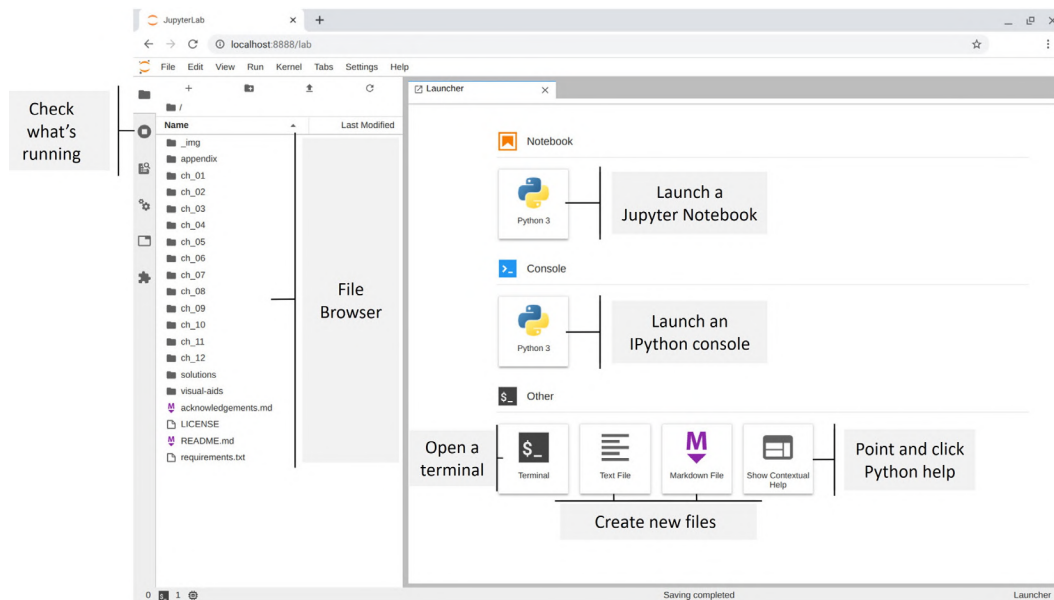 JupyterLab
localhost:8888/lab
File Edit View Run Kernel Tabs Settings Help
Check
what's
running
/
Name Last Modified
_img
appendix
ch_01
ch_02
ch_03
ch_04
ch_05
ch_06
ch_07
ch_08
ch_09
ch_10
ch_11
ch_12
solutions
visual-aids
acknowledgements.md
LICENSE
README.md
requirements.txt
File
Browser
Launcher
Notebook
Python 3
Launch a
Jupyter Notebook
Console
Python 3
Launch an
IPython console
$_ Other
Open a
terminal
$_
Terminal
Text File
M
Markdown File
Show Contextual
Help
Point and click
Python help
Create new files
0 $_ 1 Saving completed Launcher